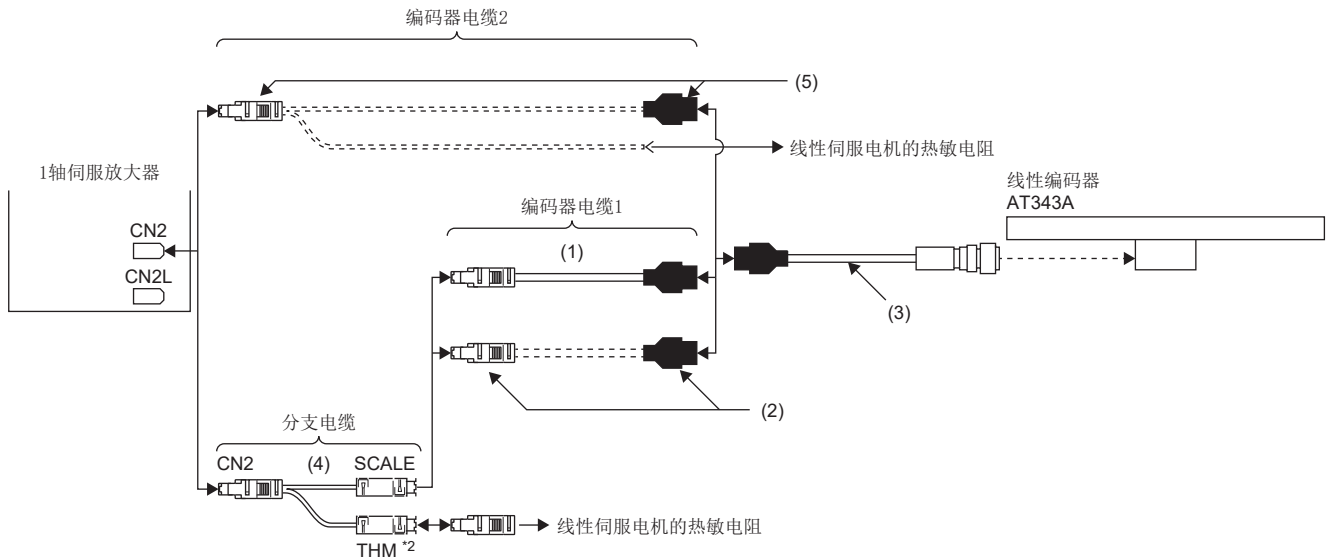 编码器电缆2
(5)
线性伺服电机的热敏电阻
1轴伺服放大器
线性编码器
AT343A
编码器电缆1
CN2
(1)
CN2L
(3)
(2)
分支电缆
CN2
(4)
SCALE
线性伺服电机的热敏电阻
THM *2